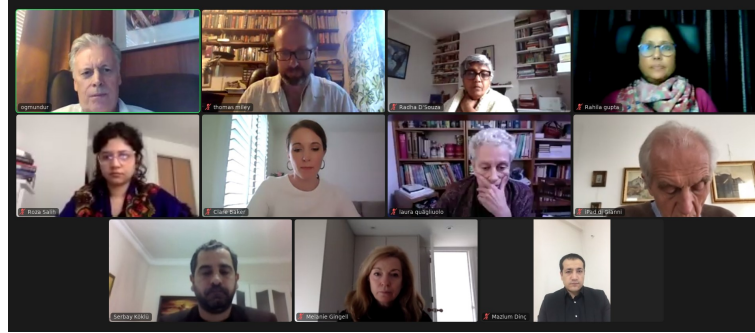 ogmundur
thomas miley
Radha D'Souza
Rahila gupta
Roza Salih
Clare Baker
laura quagliuolo
iPad di Gianni
Serbay Köklü
Melanie Gingell
Mazlum Dinç